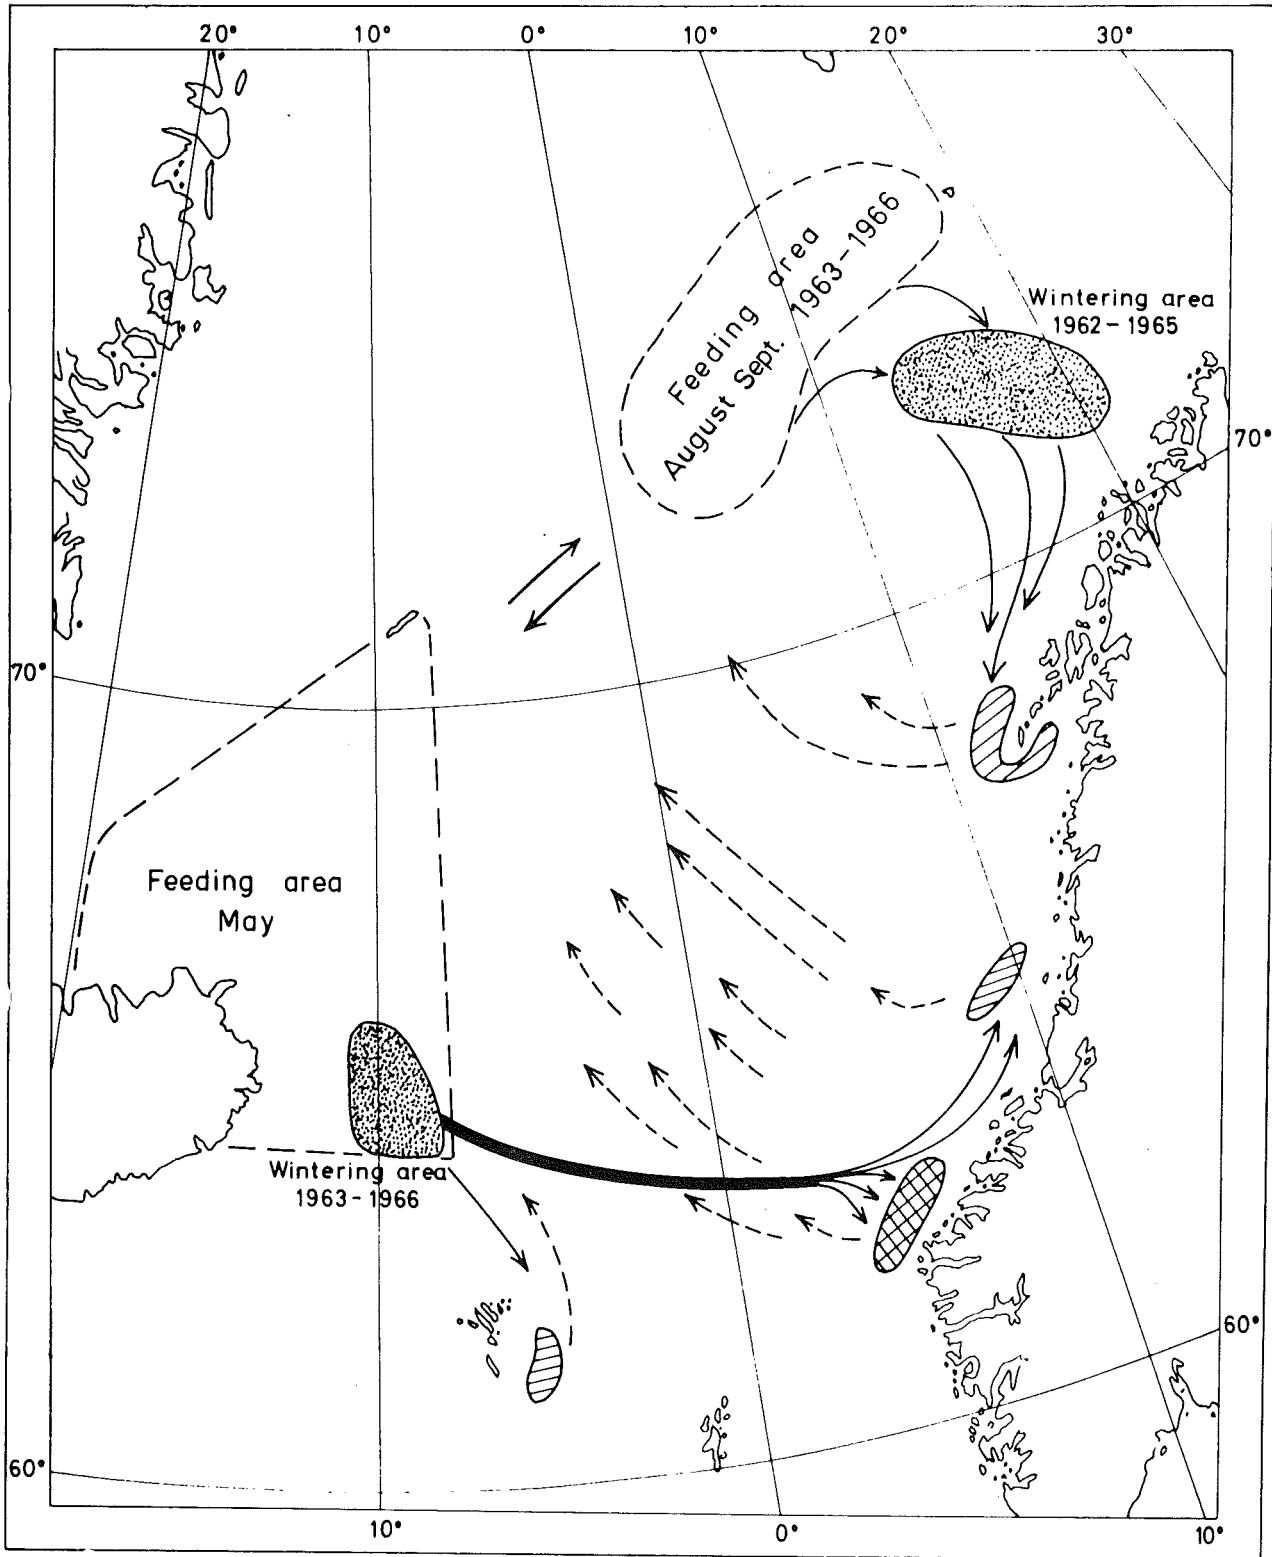 20° 10° 0° 10° 20° 30°
Feeding area
August Sept. 1963-1966
Wintering area
1962-1965
70°
70°
Feeding area
May
Wintering area
1963-1966
60°
60°
10° 0° 10°